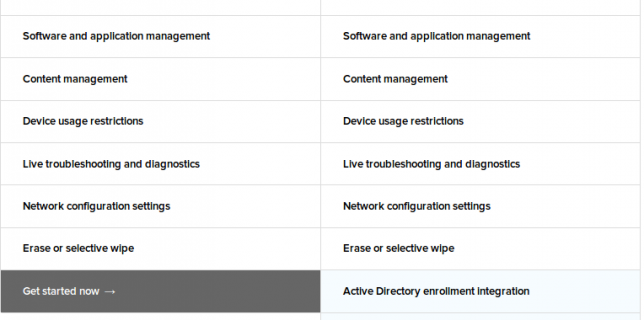 Software and application management
Software and application management
Content management
Content management
Device usage restrictions
Device usage restrictions
Live troubleshooting and diagnostics
Live troubleshooting and diagnostics
Network configuration settings
Network configuration settings
Erase or selective wipe
Erase or selective wipe
Get started now →
Active Directory enrollment integration